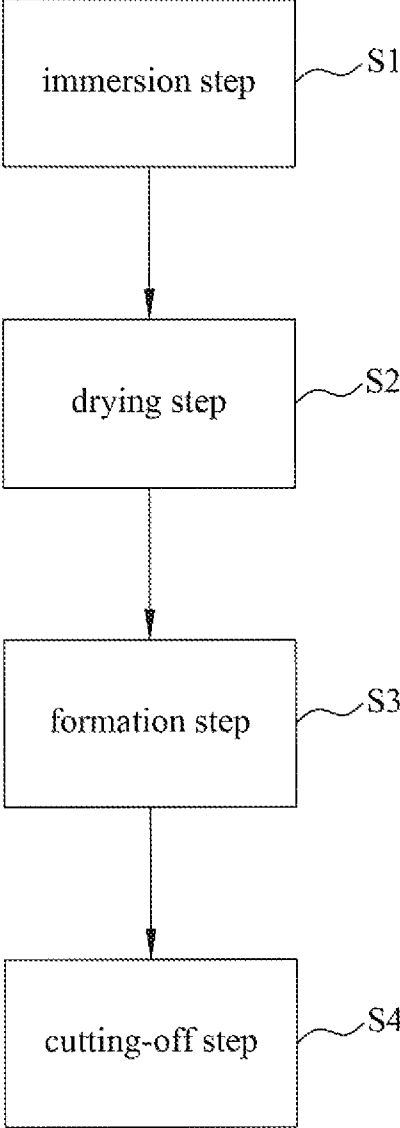 immersion step
S1
drying step
S2
formation step
S3
cutting-off step
S4